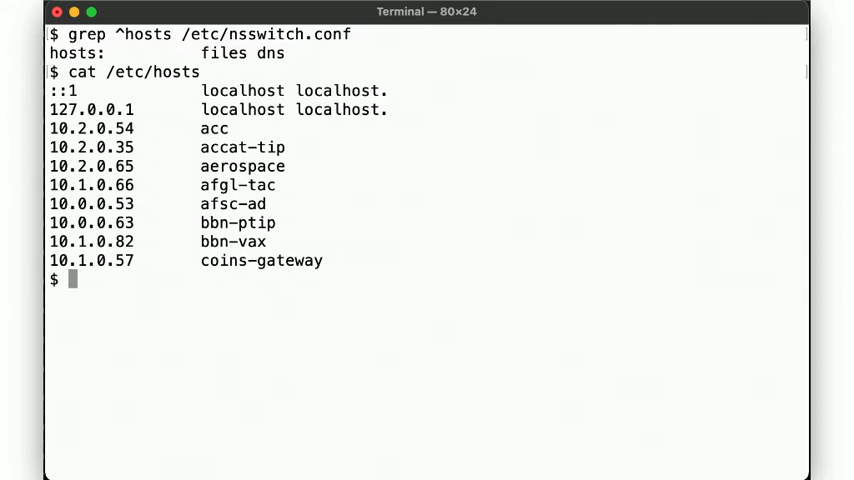 Terminal — 80×24
$ grep ^hosts /etc/nsswitch.conf
hosts:          files dns
$ cat /etc/hosts
::1             localhost localhost.
127.0.0.1       localhost localhost.
10.2.0.54       acc
10.2.0.35       accat-tip
10.2.0.65       aerospace
10.1.0.66       afgl-tac
10.0.0.53       afsc-ad
10.0.0.63       bbn-ptip
10.1.0.82       bbn-vax
10.1.0.57       coins-gateway
$